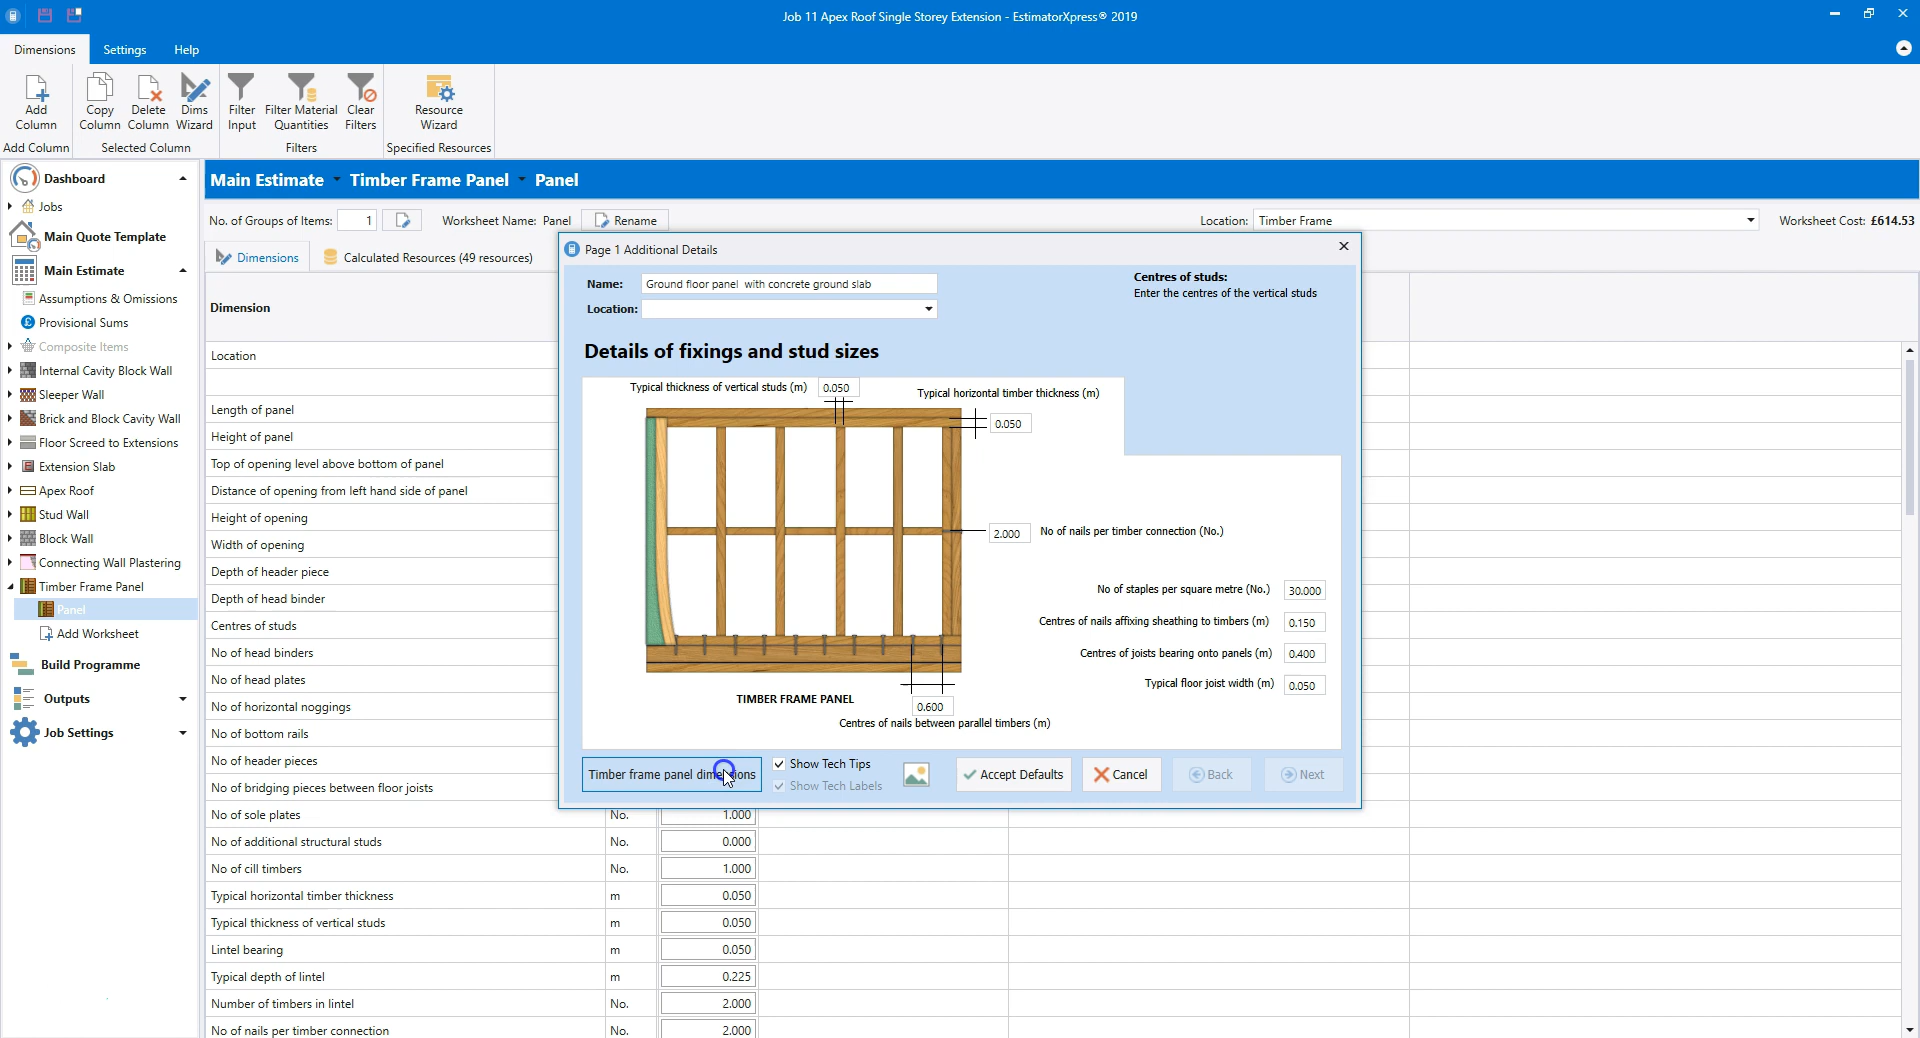 Job 11 Apex Roof Single Storey Extension - EstimatorXpress® 2019
Dimensions Settings Help
Add Column
Copy Column
Delete Column
Dims Wizard
Filter Input
Filter Material Quantities
Clear Filters
Resource Wizard
Add Column Selected Column Filters Specified Resources
Dashboard
Jobs
Main Quote Template
Main Estimate
Assumptions & Omissions
Provisional Sums
Composite Items
Internal Cavity Block Wall
Sleeper Wall
Brick and Block Cavity Wall
Floor Screed to Extensions
Extension Slab
Apex Roof
Stud Wall
Block Wall
Connecting Wall Plastering
Timber Frame Panel
Panel
Add Worksheet
Build Programme
Outputs
Job Settings
Main Estimate Timber Frame Panel Panel
No. of Groups of Items: 1 Worksheet Name: Panel Rename Location: Timber Frame Worksheet Cost: £614.53
Dimensions Calculated Resources (49 resources)
Dimension
Location
Length of panel
Height of panel
Top of opening level above bottom of panel
Distance of opening from left hand side of panel
Height of opening
Width of opening
Depth of header piece
Depth of head binder
Centres of studs
No of head binders
No of head plates
No of horizontal noggings
No of bottom rails
No of header pieces
No of bridging pieces between floor joists
No of sole plates No. 1.000
No of additional structural studs No. 0.000
No of cill timbers No. 1.000
Typical horizontal timber thickness m 0.050
Typical thickness of vertical studs m 0.050
Lintel bearing m 0.050
Typical depth of lintel m 0.225
Number of timbers in lintel No. 2.000
No of nails per timber connection No. 2.000
Page 1 Additional Details
Name: Ground floor panel with concrete ground slab
Location:
Centres of studs:
Enter the centres of the vertical studs
Details of fixings and stud sizes
Typical thickness of vertical studs (m) 0.050
Typical horizontal timber thickness (m)
0.050
2.000 No of nails per timber connection (No.)
No of staples per square metre (No.) 30.000
Centres of nails affixing sheathing to timbers (m) 0.150
Centres of joists bearing onto panels (m) 0.400
Typical floor joist width (m) 0.050
TIMBER FRAME PANEL
0.600
Centres of nails between parallel timbers (m)
Timber frame panel dimensions
Show Tech Tips
Show Tech Labels
Accept Defaults Cancel Back Next